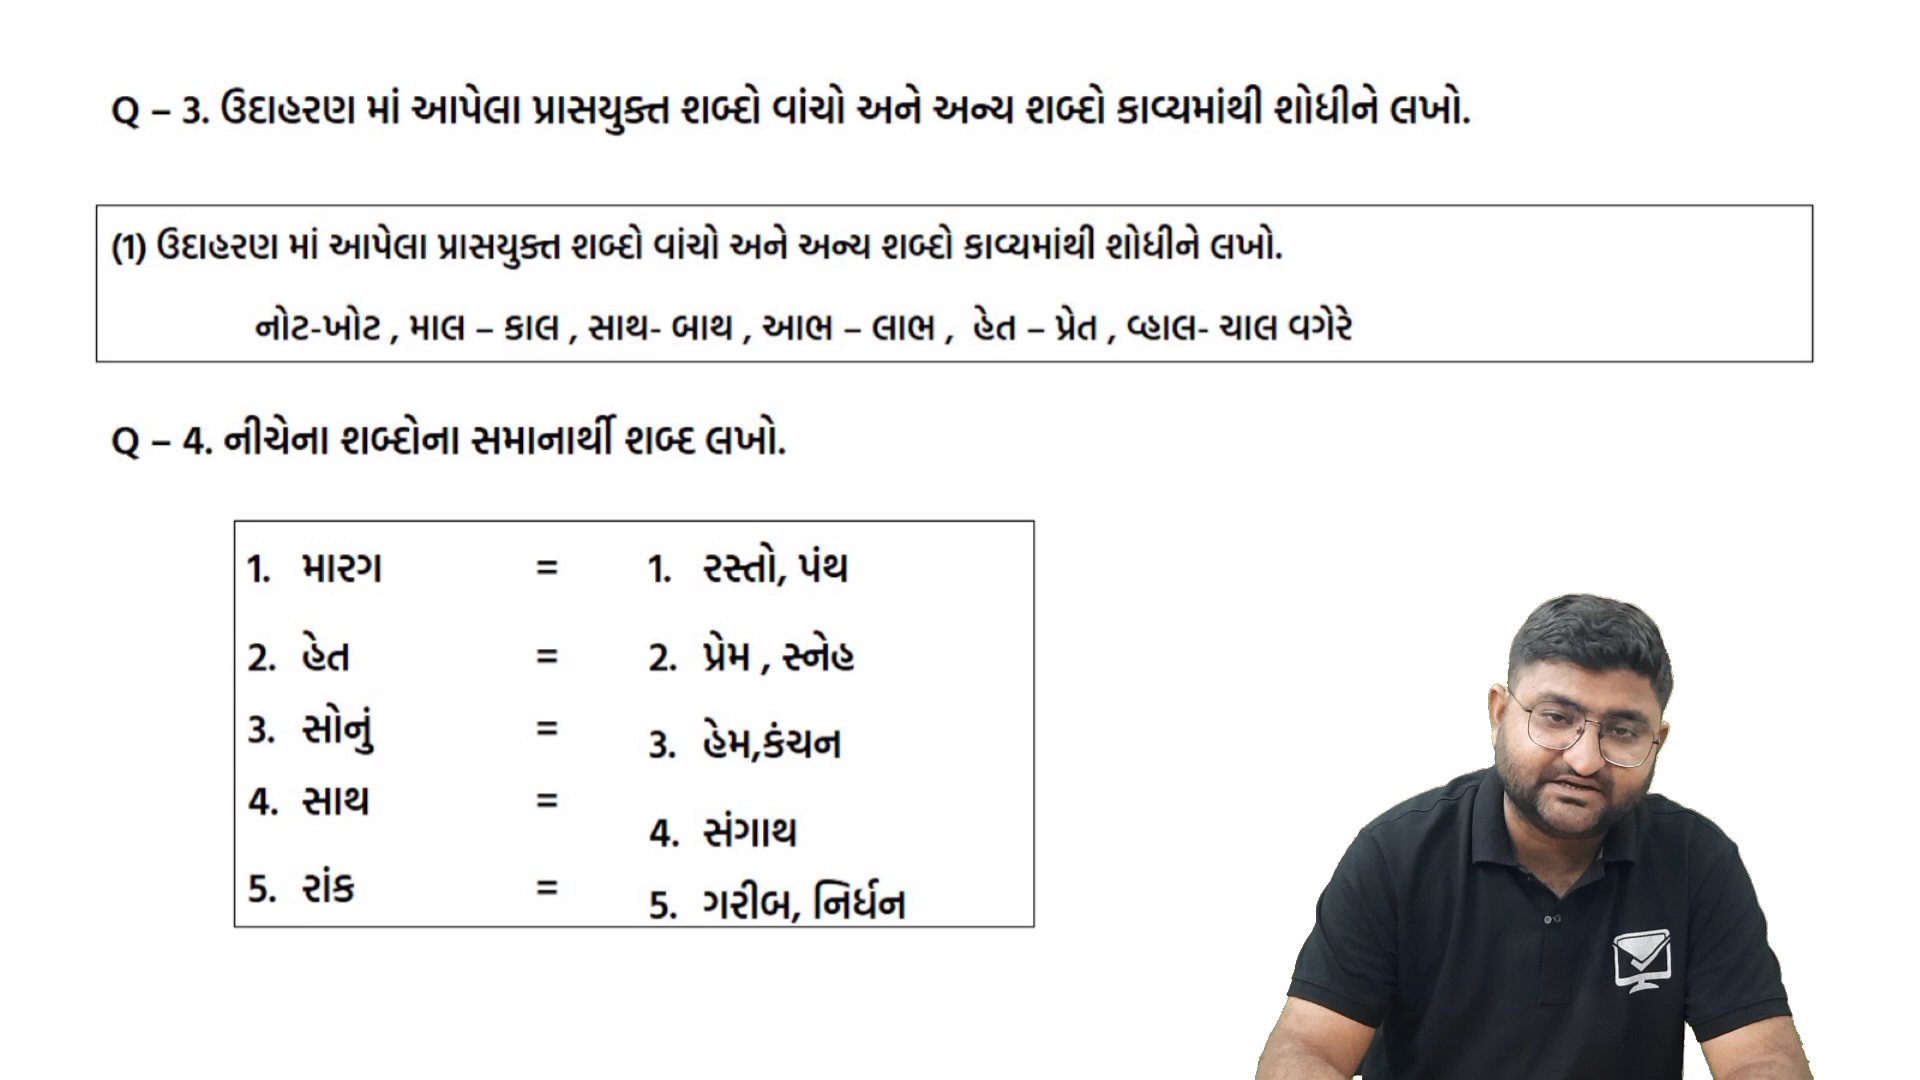 Q – 3. ઉદાહરણ માં આપેલા પ્રાસયુક્ત શબ્દો વાંચો અને અન્ય શબ્દો કાવ્યમાંથી શોધીને લખો.
(1) ઉદાહરણ માં આપેલા પ્રાસયુક્ત શબ્દો વાંચો અને અન્ય શબ્દો કાવ્યમાંથી શોધીને લખો.
નોટ-ખોટ , માલ – કાલ , સાથ- બાથ , આભ – લાભ , હેત – પ્રેત , વ્હાલ- ચાલ વગેરે
Q – 4. નીચેના શબ્દોના સમાનાર્થી શબ્દ લખો.
1. મારગ = 1. રસ્તો, પંથ
2. હેત = 2. પ્રેમ , સ્નેહ
3. સોનું = 3. હેમ,કંચન
4. સાથ = 4. સંગાથ
5. રાંક = 5. ગરીબ, નિર્ધન